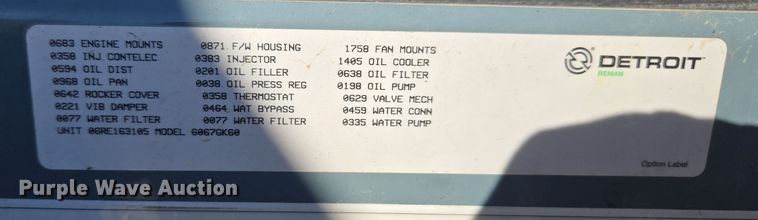 0683 ENGINE MOUNTS 0871 F/W HOUSING 1758 FAN MOUNTS
0358 INJ CONTELEC 0383 INJECTOR 1405 OIL COOLER
0594 OIL DIST 0201 OIL FILLER 0638 OIL FILTER
0968 OIL PAN 0038 OIL PRESS REG 0198 OIL PUMP
0642 ROCKER COVER 0358 THERMOSTAT 0629 VALVE MECH
0221 VIB DAMPER 0464 WAT BYPASS 0459 WATER CONN
0077 WATER FILTER 0077 WATER FILTER 0335 WATER PUMP
UNIT 06RE163105 MODEL 6067GK60
DETROIT
REMAN
Option Label
Purple Wave Auction